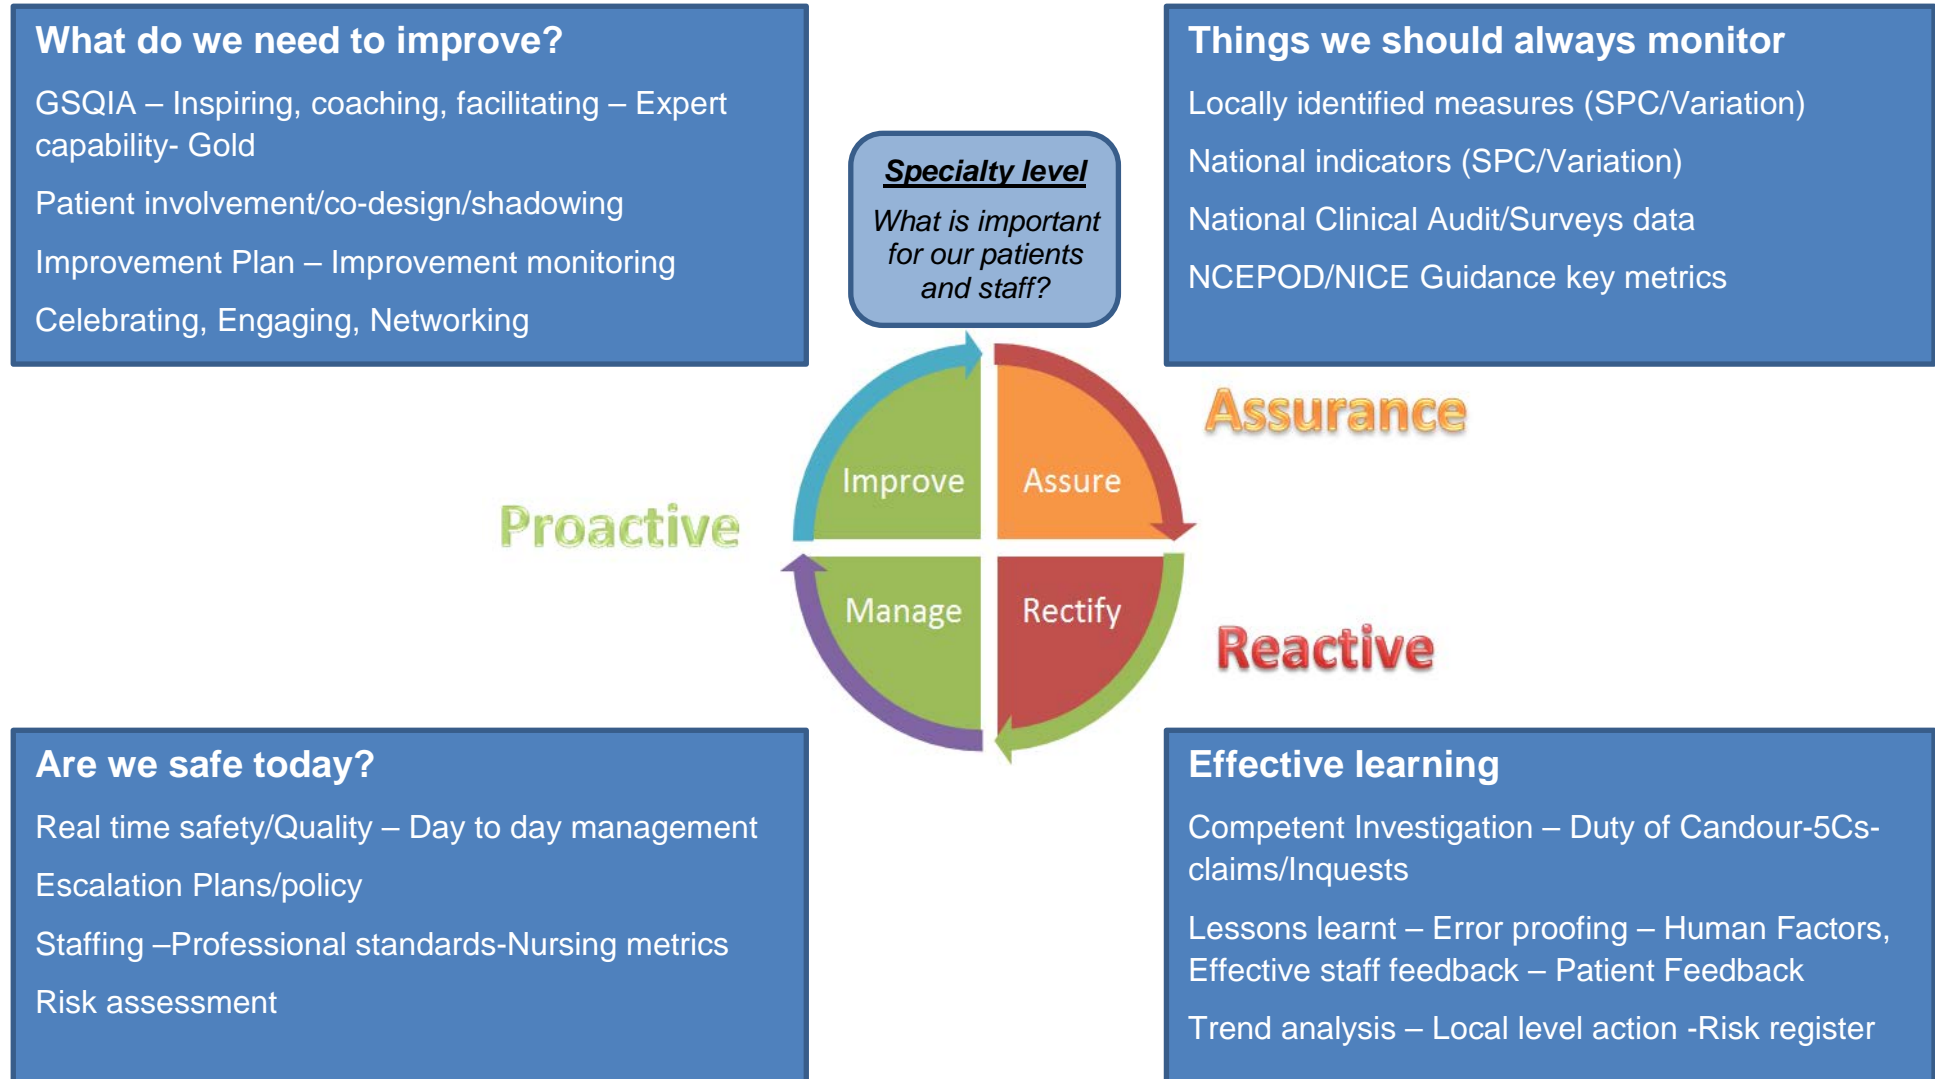 What do we need to improve?
GSQIA – Inspiring, coaching, facilitating – Expert
capability- Gold
Patient involvement/co-design/shadowing
Improvement Plan – Improvement monitoring
Celebrating, Engaging, Networking
Specialty level
What is important
for our patients
and staff?
Things we should always monitor
Locally identified measures (SPC/Variation)
National indicators (SPC/Variation)
National Clinical Audit/Surveys data
NCEPOD/NICE Guidance key metrics
Assurance
Improve
Assure
Proactive
Manage
Rectify
Reactive
Are we safe today?
Real time safety/Quality – Day to day management
Escalation Plans/policy
Staffing –Professional standards-Nursing metrics
Risk assessment
Effective learning
Competent Investigation – Duty of Candour-5Cs-
claims/Inquests
Lessons learnt – Error proofing – Human Factors,
Effective staff feedback – Patient Feedback
Trend analysis – Local level action -Risk register